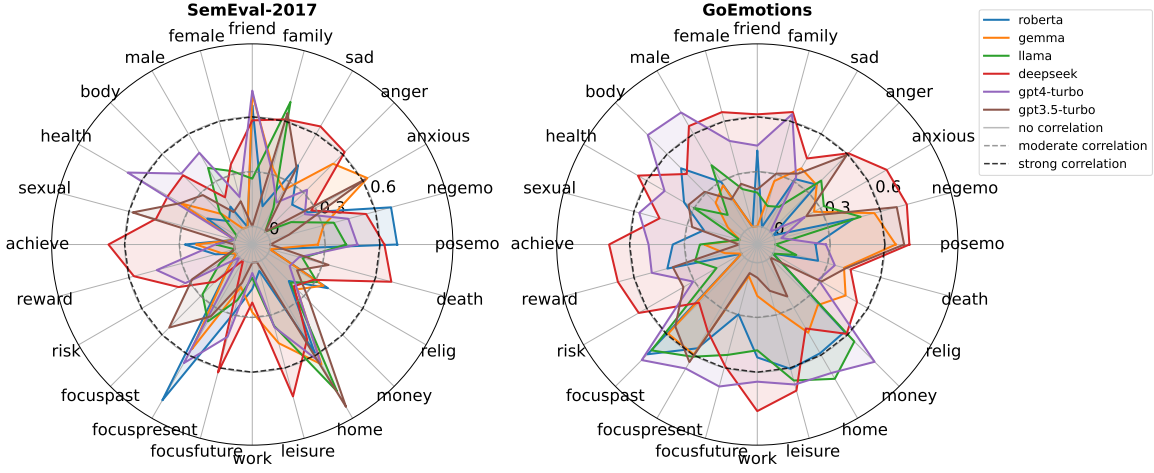 SemEval-2017
posemo
negemo
anxious
anger
sad
family
friend
female
male
body
health
sexual
achieve
reward
risk
focuspast
focuspresent
focusfuture
work
leisure
home
money
relig
death
0
0.3
0.6
GoEmotions
posemo
negemo
anxious
anger
sad
family
friend
female
male
body
health
sexual
achieve
reward
risk
focuspast
focuspresent
focusfuture
work
leisure
home
money
relig
death
0
0.3
0.6
roberta
gemma
llama
deepseek
gpt4-turbo
gpt3.5-turbo
no correlation
moderate correlation
strong correlation